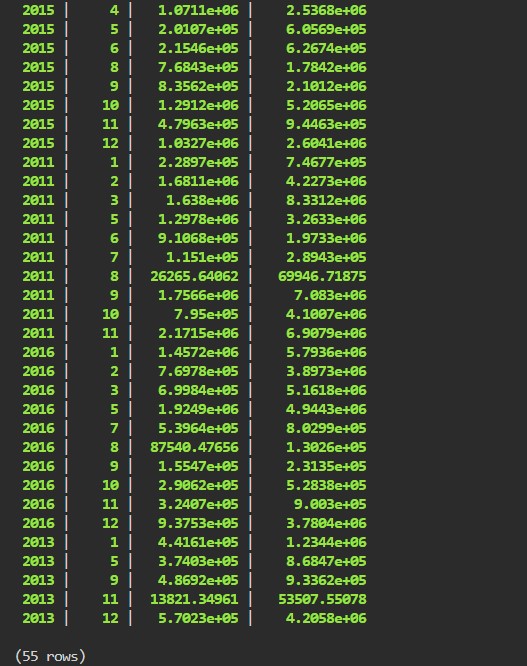 2015 | 4 | 1.0711e+06 | 2.5368e+06
2015 | 5 | 2.0107e+05 | 6.0569e+05
2015 | 6 | 2.1546e+06 | 6.2674e+05
2015 | 8 | 7.6843e+05 | 1.7842e+06
2015 | 9 | 8.3562e+05 | 2.1012e+06
2015 | 10 | 1.2912e+06 | 5.2065e+06
2015 | 11 | 4.7963e+05 | 9.4463e+05
2015 | 12 | 1.0327e+06 | 2.6041e+06
2011 | 1 | 2.2897e+05 | 7.4677e+05
2011 | 2 | 1.6811e+06 | 4.2273e+06
2011 | 3 | 1.638e+06 | 8.3312e+06
2011 | 5 | 1.2978e+06 | 3.2633e+06
2011 | 6 | 9.1068e+05 | 1.9733e+06
2011 | 7 | 1.151e+05 | 2.8943e+05
2011 | 8 | 26265.64062 | 69946.71875
2011 | 9 | 1.7566e+06 | 7.083e+06
2011 | 10 | 7.95e+05 | 4.1007e+06
2011 | 11 | 2.1715e+06 | 6.9079e+06
2016 | 1 | 1.4572e+06 | 5.7936e+06
2016 | 2 | 7.6978e+05 | 3.8973e+06
2016 | 3 | 6.9984e+05 | 5.1618e+06
2016 | 5 | 1.9249e+06 | 4.9443e+06
2016 | 7 | 5.3964e+05 | 8.0299e+05
2016 | 8 | 87540.47656 | 1.3026e+05
2016 | 9 | 1.5547e+05 | 2.3135e+05
2016 | 10 | 2.9062e+05 | 5.2838e+05
2016 | 11 | 3.2407e+05 | 9.003e+05
2016 | 12 | 9.3753e+05 | 3.7804e+06
2013 | 1 | 4.4161e+05 | 1.2344e+06
2013 | 5 | 3.7403e+05 | 8.6847e+05
2013 | 9 | 4.8692e+05 | 9.3362e+05
2013 | 11 | 13821.34961 | 53507.55078
2013 | 12 | 5.7023e+05 | 4.2058e+06
(55 rows)